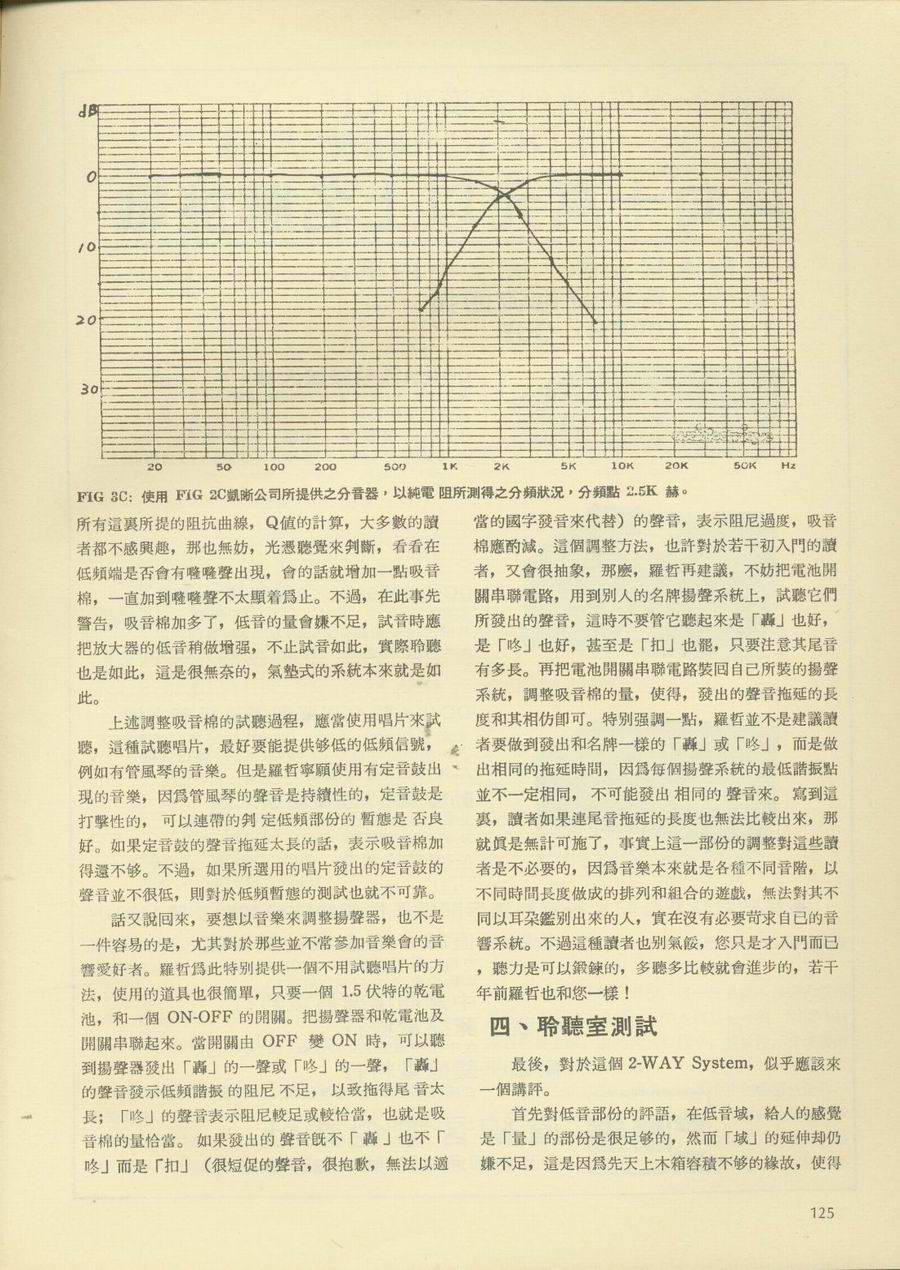 dB
0
10
20
30
20 50 100 200 500 1K 2K 5K 10K 20K 50K Hz
FIG 3C: 使用 FIG 2C凱晰公司所提供之分音器，以純電 阻所測得之分頻狀況，分頻點 2.5K 赫。
所有這裏所提的阻抗曲線，Q值的計算，大多數的讀
者都不感興趣，那也無妨，光憑聽覺來判斷，看看在
低頻端是否會有嗡嗡聲出現，會的話就增加一點吸音
棉，一直加到嗡嗡聲不太顯着爲止。不過，在此事先
警告，吸音棉加多了，低音的量會嫌不足，試音時應
把放大器的低音稍做增强，不止試音如此，實際聆聽
也是如此，這是很無奈的，氣墊式的系統本來就是如
此。
上述調整吸音棉的試聽過程，應當使用唱片來試
聽，這種試聽唱片，最好要能提供够低的低頻信號，
例如有管風琴的音樂。但是羅哲寧願使用有定音鼓出
現的音樂，因爲管風琴的聲音是持續性的，定音鼓是
打擊性的， 可以連帶的判 定低頻部份的 暫態是 否良
好。如果定音鼓的聲音拖延太長的話，表示吸音棉加
得還不够。不過，如果所選用的唱片發出的定音鼓的
聲音並不很低，則對於低頻暫態的測試也就不可靠。
話又說回來，要想以音樂來調整揚聲器，也不是
一件容易的是，尤其對於那些並不常參加音樂會的音
響愛好者。羅哲爲此特别提供一個不用試聽唱片的方
法，使用的道具也很簡單，只要一個 1.5 伏特的乾電
池，和一個 ON-OFF 的開關。把揚聲器和乾電池及
開關串聯起來。當開關由 OFF 變 ON 時，可以聽
到揚聲器發出「轟」的一聲或「咚」的一聲，「轟」
的聲音發示低頻諧振 的阻尼 不足， 以致拖得尾 音太
長；「咚」的聲音表示阻尼較足或較恰當，也就是吸
音棉的量恰當。 如果發出的 聲音旣不「 轟 」也不「
咚」而是「扣」（很短促的聲音，很抱歉，無法以適
當的國字發音來代替）的聲音，表示阻尼過度，吸音
棉應酌減。這個調整方法，也許對於若干初入門的讀
者，又會很抽象，那麽，羅哲再建議，不妨把電池開
關串聯電路，用到别人的名牌揚聲系統上，試聽它們
所發出的聲音，這時不要管它聽起來是「轟」也好，
是「咚」也好，甚至是「扣」也罷，只要注意其尾音
有多長。再把電池開關串聯電路裝回自己所裝的揚聲
系統，調整吸音棉的量，使得，發出的聲音拖延的長
度和其相仿卽可。特别强調一點，羅哲並不是建議讀
者要做到發出和名牌一樣的「轟」或「咚」，而是做
出相同的拖延時間，因爲每個揚聲系統的最低諧振點
並不一定相同， 不可能發出 相同的 聲音來。 寫到這
裏，讀者如果連尾音拖延的長度也無法比較出來，那
就眞是無計可施了，事實上這一部份的調整對這些讀
者是不必要的，因爲音樂本來就是各種不同音階，以
不同時間長度做成的排列和組合的遊戲，無法對其不
同以耳朶鑑别出來的人，實在沒有必要苛求自已的音
響系統。不過這種讀者也别氣餒，您只是才入門而已
，聽力是可以鍛鍊的，多聽多比較就會進步的，若干
年前羅哲也和您一樣！
四、聆聽室測試
最後，對於這個 2-WAY System，似乎應該來
一個講評。
首先對低音部份的評語，在低音域，給人的感覺
是「量」的部份是很足够的，然而「域」的延伸却仍
嫌不足，這是因爲先天上木箱容積不够的緣故，使得
125